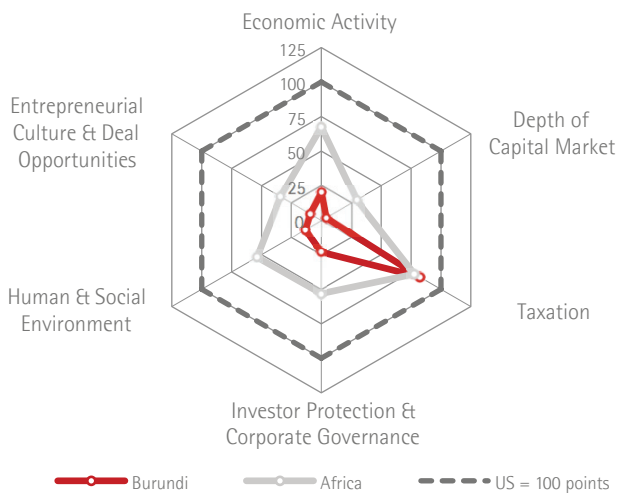 Economic Activity
125
100
75
50
25
0
Entrepreneurial
Culture & Deal
Opportunities
Depth of
Capital Market
Human & Social
Environment
Taxation
Investor Protection &
Corporate Governance
Burundi
Africa
US = 100 points